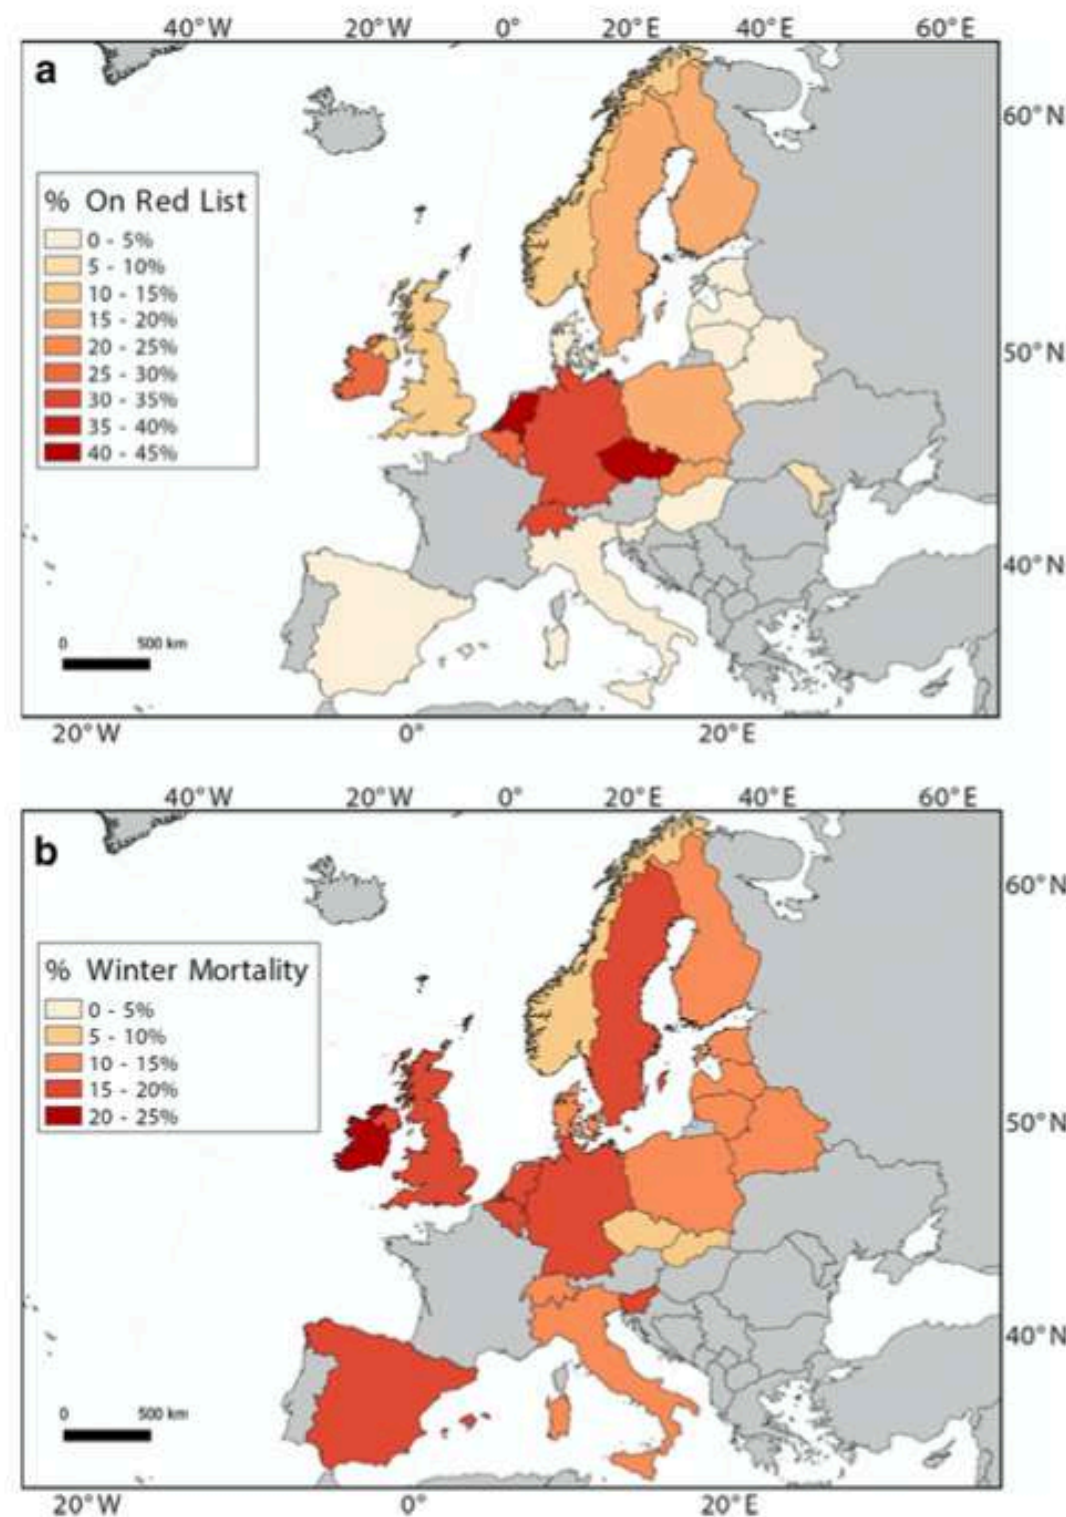 40°W 20°W 0° 20°E 40°E 60°E
a
60°N
% On Red List
0 - 5%
5 - 10%
10 - 15%
15 - 20%
20 - 25%
25 - 30%
30 - 35%
35 - 40%
40 - 45%
50°N
40°N
0 500 km
20°W 0° 20°E
40°W 20°W 0° 20°E 40°E 60°E
b
60°N
% Winter Mortality
0 - 5%
5 - 10%
10 - 15%
15 - 20%
20 - 25%
50°N
40°N
0 500 km
20°W 0° 20°E